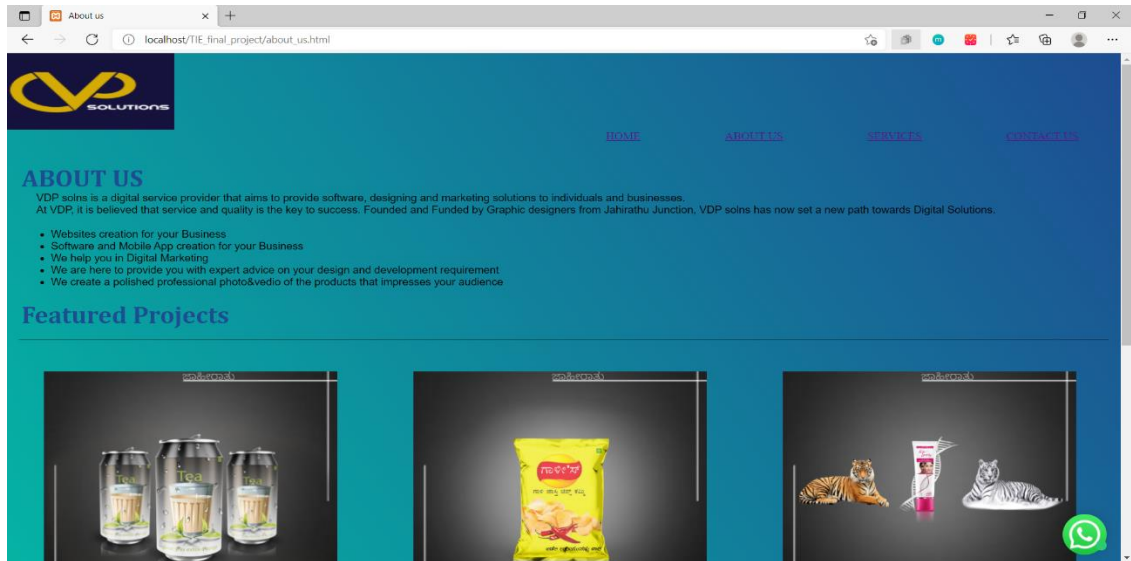 About us
localhost/TIE_final_project/about_us.html
SOLUTIONS
HOME ABOUT US SERVICES CONTACT US
ABOUT US
VDP solns is a digital service provider that aims to provide software, designing and marketing solutions to individuals and businesses.
At VDP, it is believed that service and quality is the key to success. Founded and Funded by Graphic designers from Jahirathu Junction, VDP solns has now set a new path towards Digital Solutions.
• Websites creation for your Business
• Software and Mobile App creation for your Business
• We help you in Digital Marketing
• We are here to provide you with expert advice on your design and development requirement
• We create a polished professional photo&vedio of the products that impresses your audience
Featured Projects
ಜಾಹೀರಾತು ಜಾಹೀರಾತು ಜಾಹೀರಾತು
Tea Tea Tea